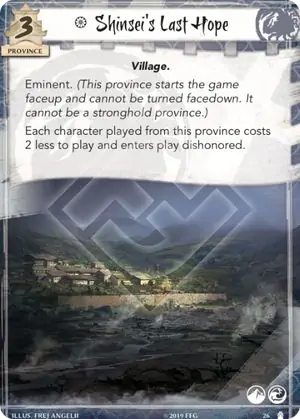 3
PROVINCE
Shinsei's Last Hope
Village.
Eminent. (This province starts the game
faceup and cannot be turned facedown. It
cannot be a stronghold province.)
Each character played from this province costs
2 less to play and enters play dishonored.
ILLUS. FREJ AGELII
©2019 FFG
26